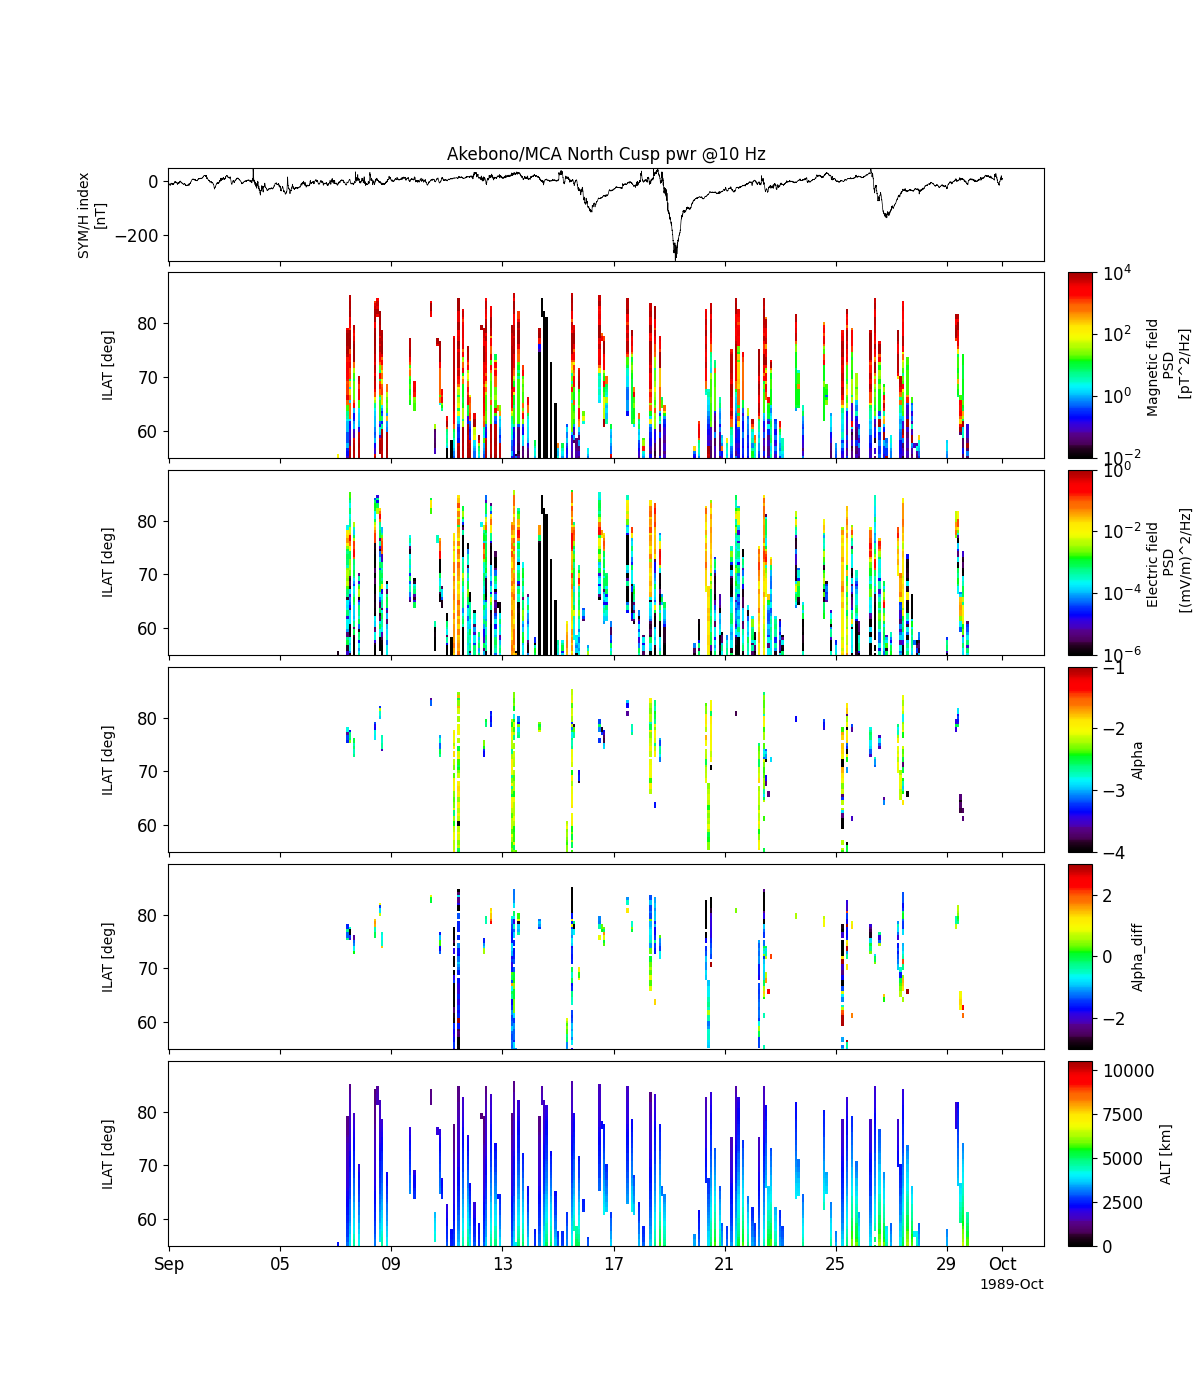 Akebono/MCA North Cusp pwr @10 Hz
SYM/H index
[nT]
0
−200
ILAT [deg]
80
70
60
10^4
10^2
10^0
10^−2
Magnetic field
PSD
[pT^2/Hz]
ILAT [deg]
80
70
60
10^0
10^−2
10^−4
10^−6
Electric field
PSD
[(mV/m)^2/Hz]
ILAT [deg]
80
70
60
−1
−2
−3
−4
Alpha
ILAT [deg]
80
70
60
2
0
−2
Alpha_diff
ILAT [deg]
80
70
60
10000
7500
5000
2500
0
ALT [km]
Sep 05 09 13 17 21 25 29 Oct
1989-Oct